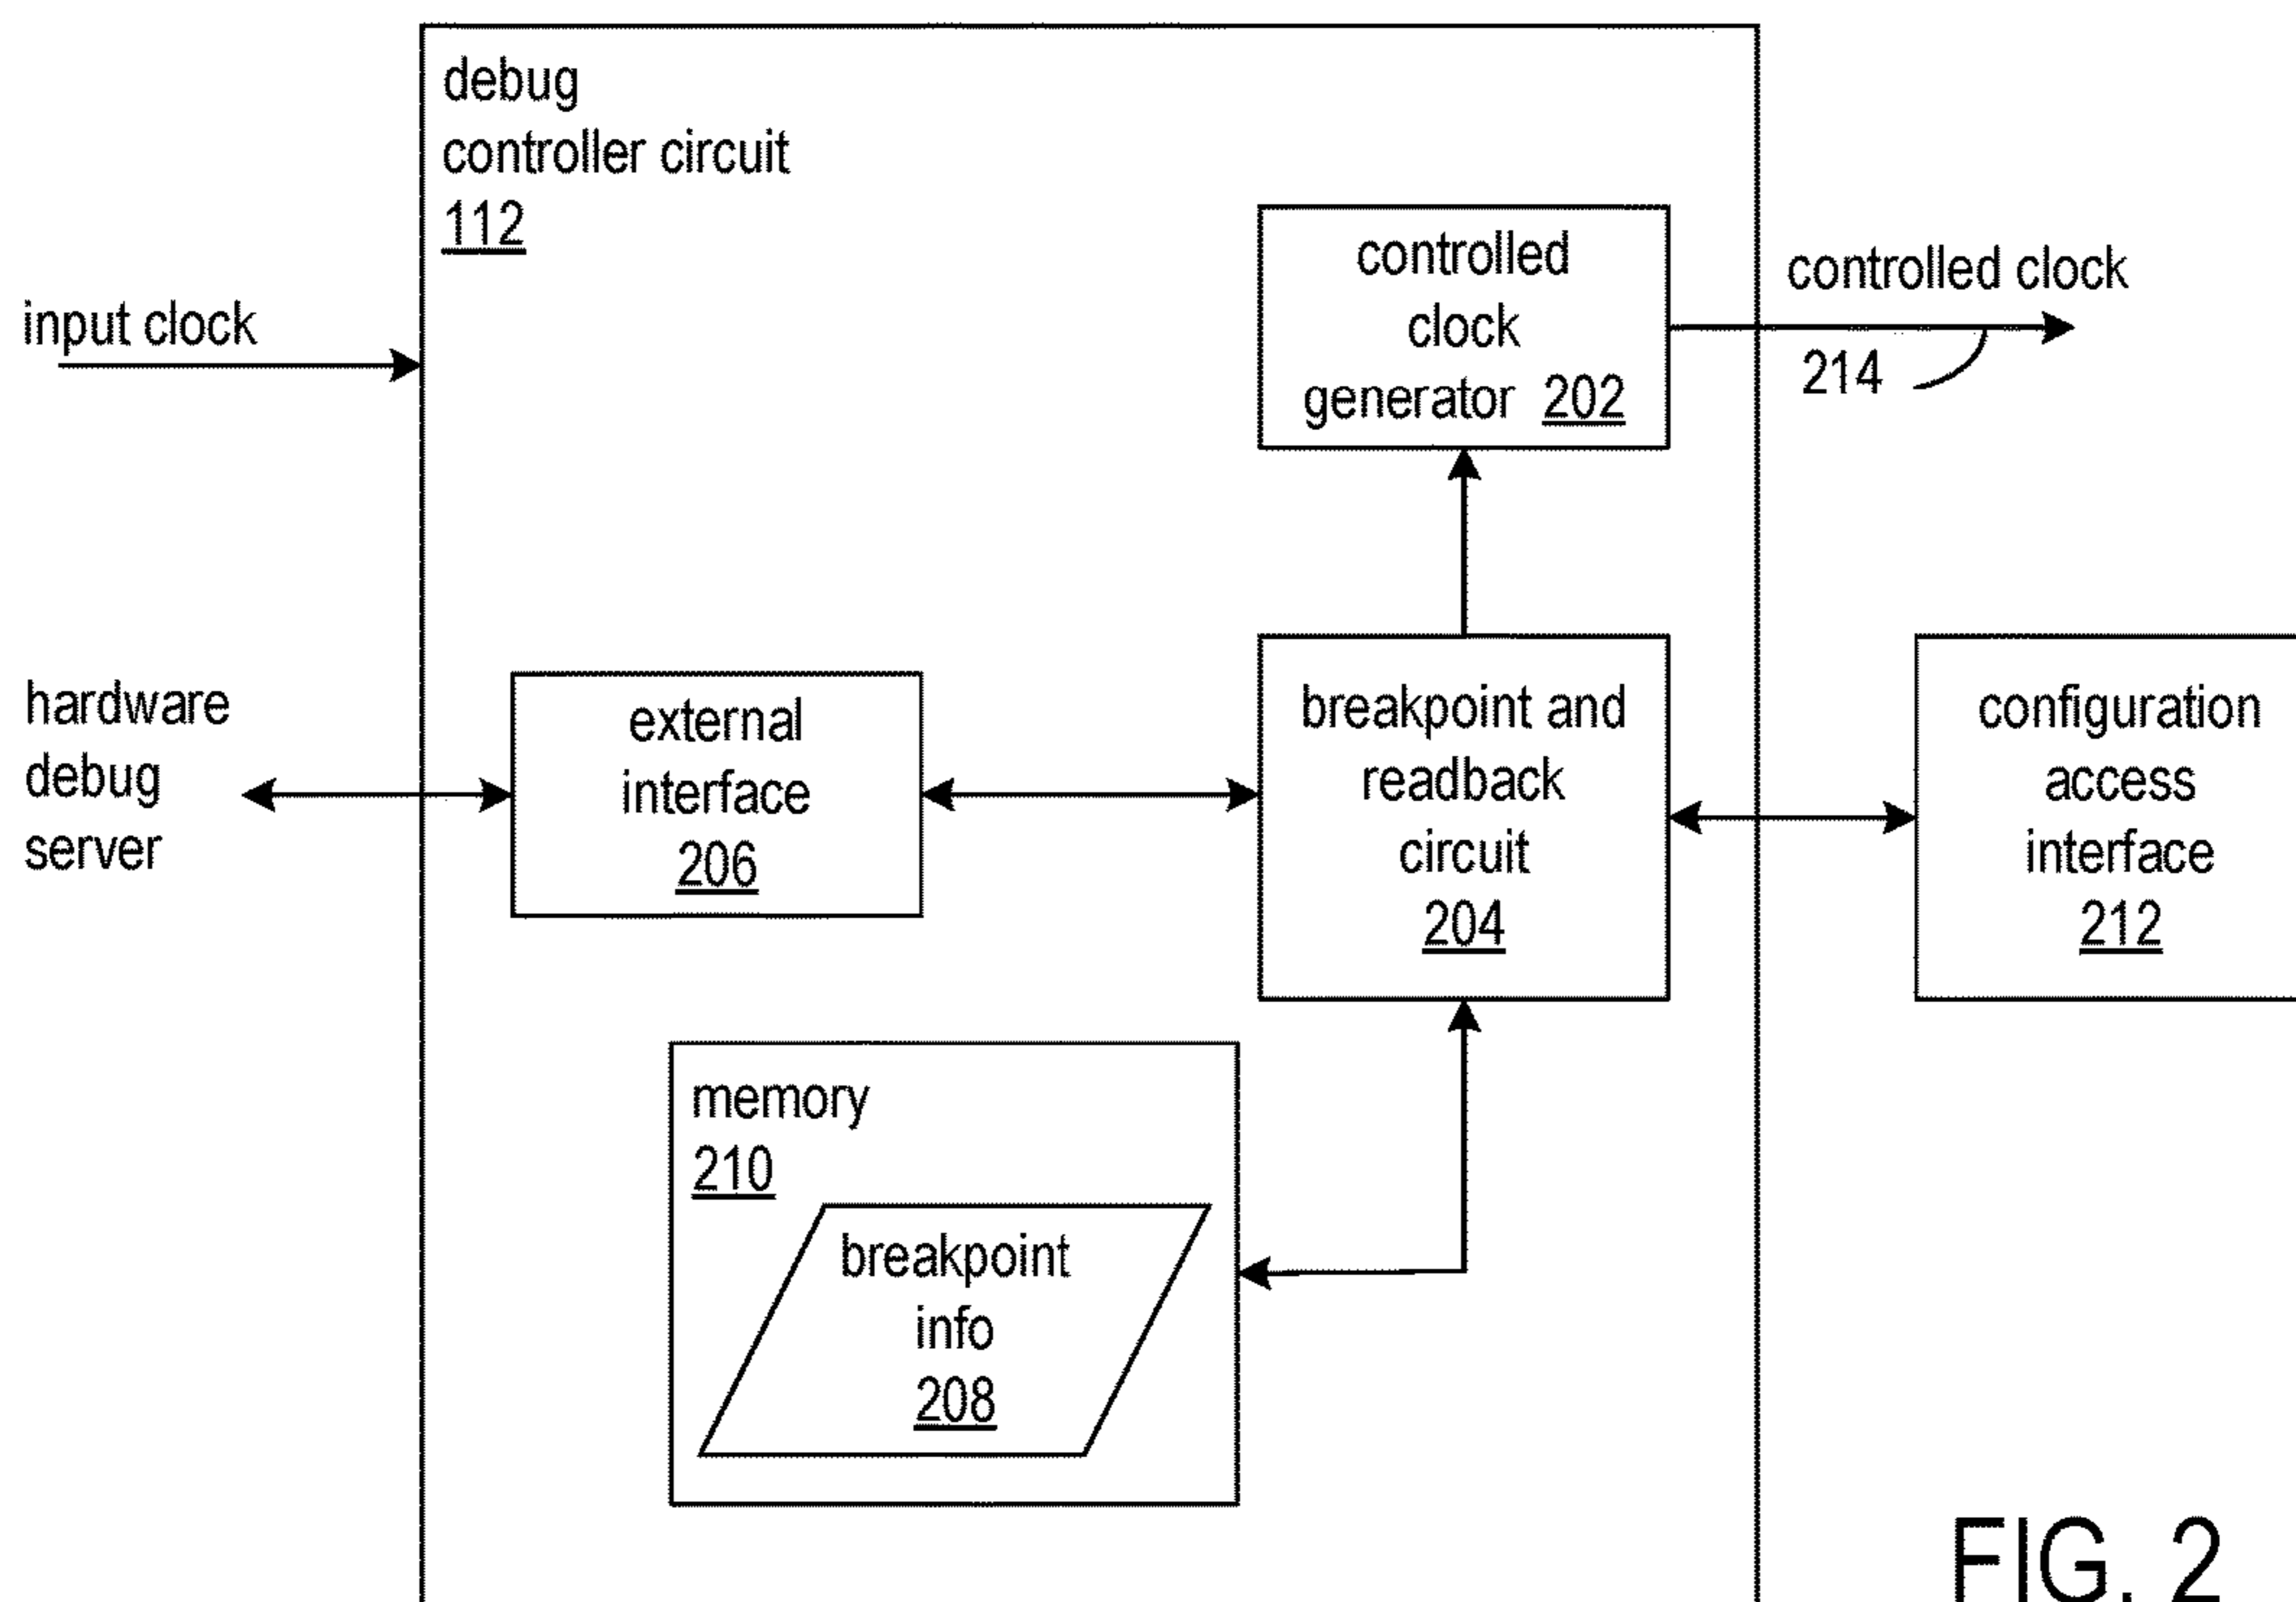 debug
controller circuit
112
input clock
controlled
clock
generator 202
controlled clock
214
hardware
debug
server
external
interface
206
breakpoint and
readback
circuit
204
configuration
access
interface
212
memory
210
breakpoint
info
208
FIG. 2